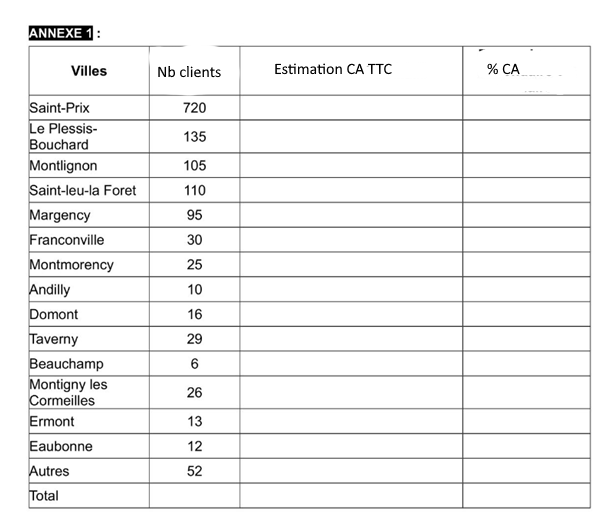 ANNEXE 1 :
Villes Nb clients Estimation CA TTC % CA
Saint-Prix 720
Le Plessis-
Bouchard 135
Montlignon 105
Saint-leu-la Foret 110
Margency 95
Franconville 30
Montmorency 25
Andilly 10
Domont 16
Taverny 29
Beauchamp 6
Montigny les
Cormeilles 26
Ermont 13
Eaubonne 12
Autres 52
Total